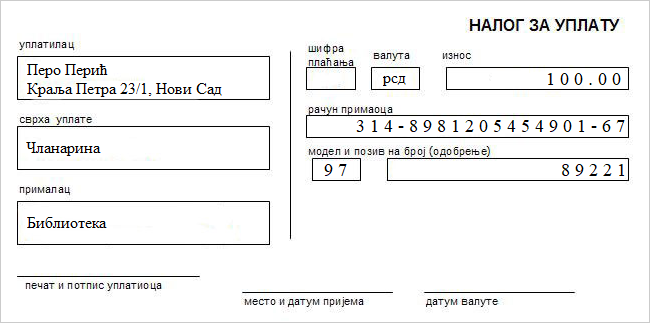 НАЛОГ ЗА УПЛАТУ
уплатилац
Перо Перић
Краља Петра 23/1, Нови Сад
сврха уплате
Чланарина
прималац
Библиотека
печат и потпис уплатиоца
шифра
плаћања
валута
рсд
износ
100.00
рачун примаоца
314-8981205454901-67
модел и позив на број (одобрење)
97
89221
место и датум пријема
датум валуте